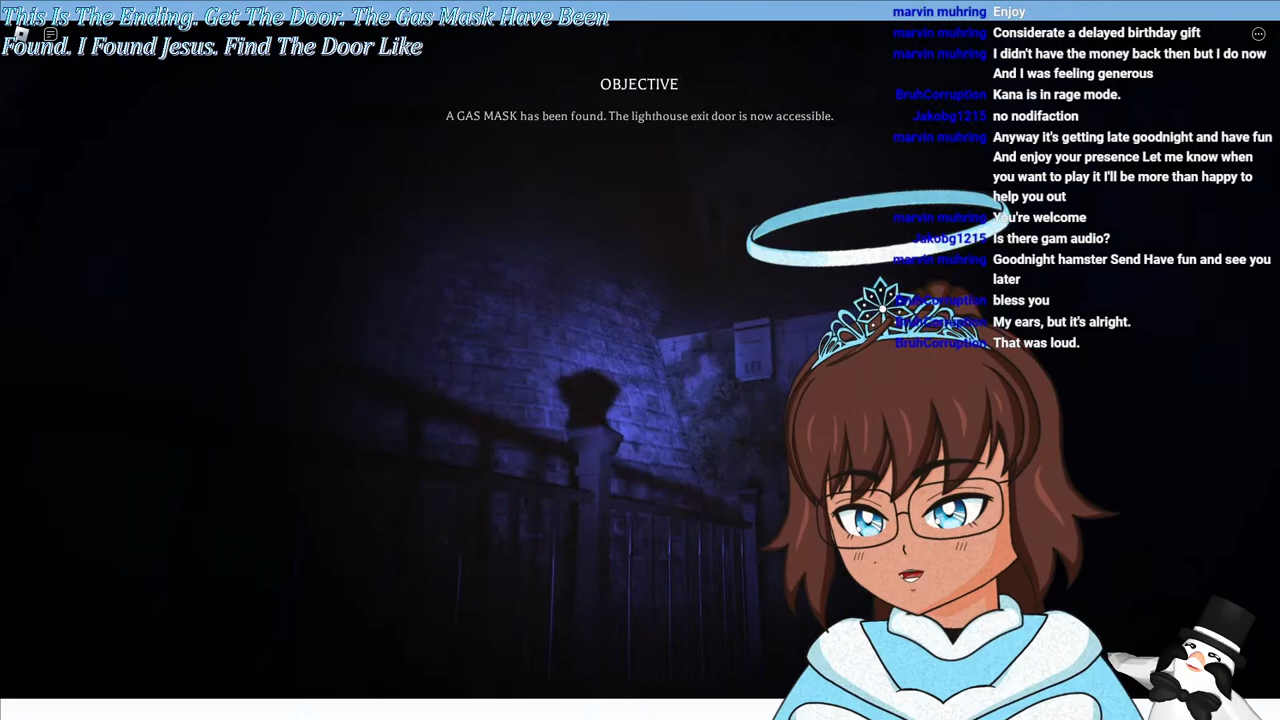 This Is The Ending. Get The Door. The Gas Mask Have Been
Found. I Found Jesus. Find The Door Like
OBJECTIVE
A GAS MASK has been found. The lighthouse exit door is now accessible.
marvin muhring Enjoy
marvin muhring Considerate a delayed birthday gift
marvin muhring I didn't have the money back then but I do now
And I was feeling generous
BruhCorruption Kana is in rage mode.
Jakobg1215 no nodifaction
marvin muhring Anyway it's getting late goodnight and have fun
And enjoy your presence Let me know when
you want to play it I'll be more than happy to
help you out
marvin muhring You're welcome
Jakobg1215 Is there gam audio?
marvin muhring Goodnight hamster Send Have fun and see you
later
BruhCorruption bless you
BruhCorruption My ears, but it's alright.
BruhCorruption That was loud.